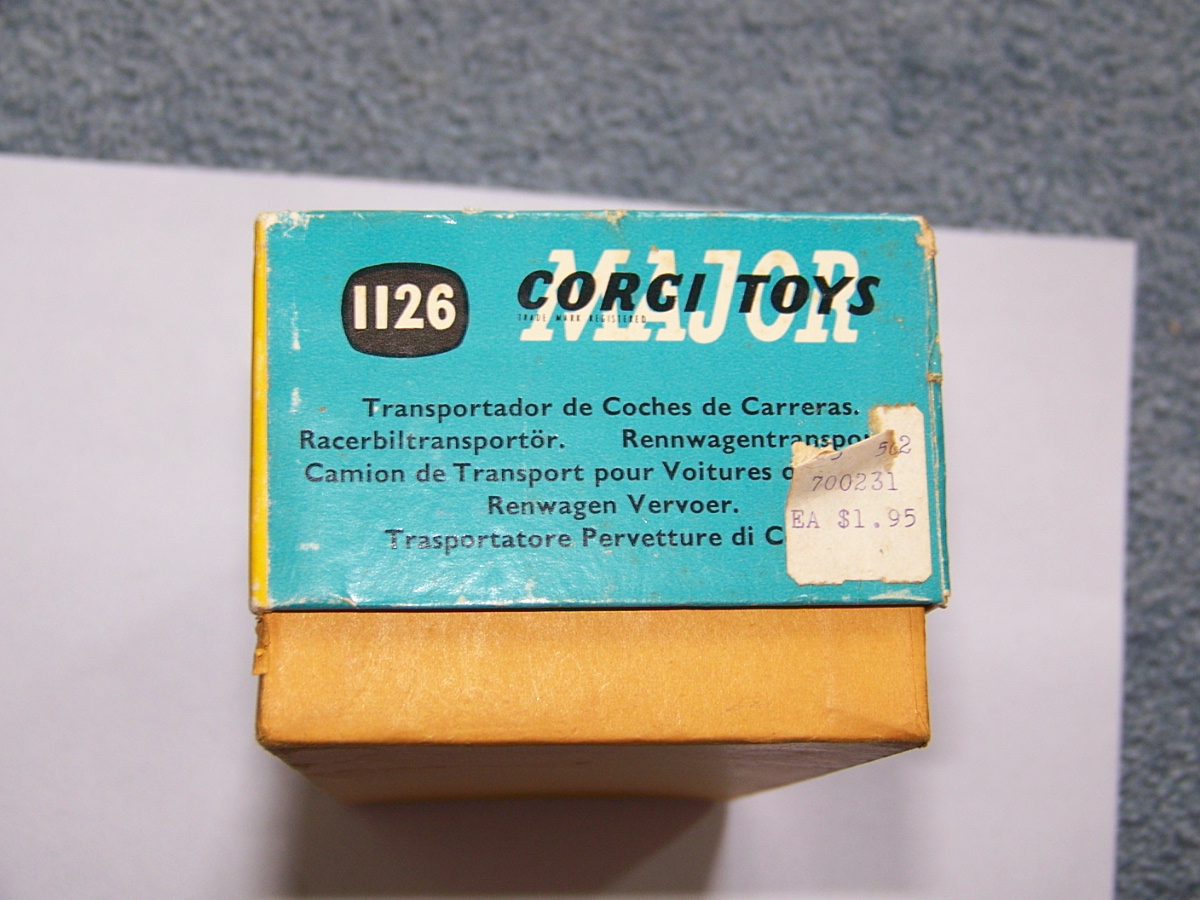 1126
MAJOR
CORGI TOYS
TRADE MARK REGISTERED
Transportador de Coches de Carreras.
Racerbiltransportör. Rennwagentranspo
Camion de Transport pour Voitures
Renwagen Vervoer.
Trasportatore Pervetture di C
700231
EA $1.95